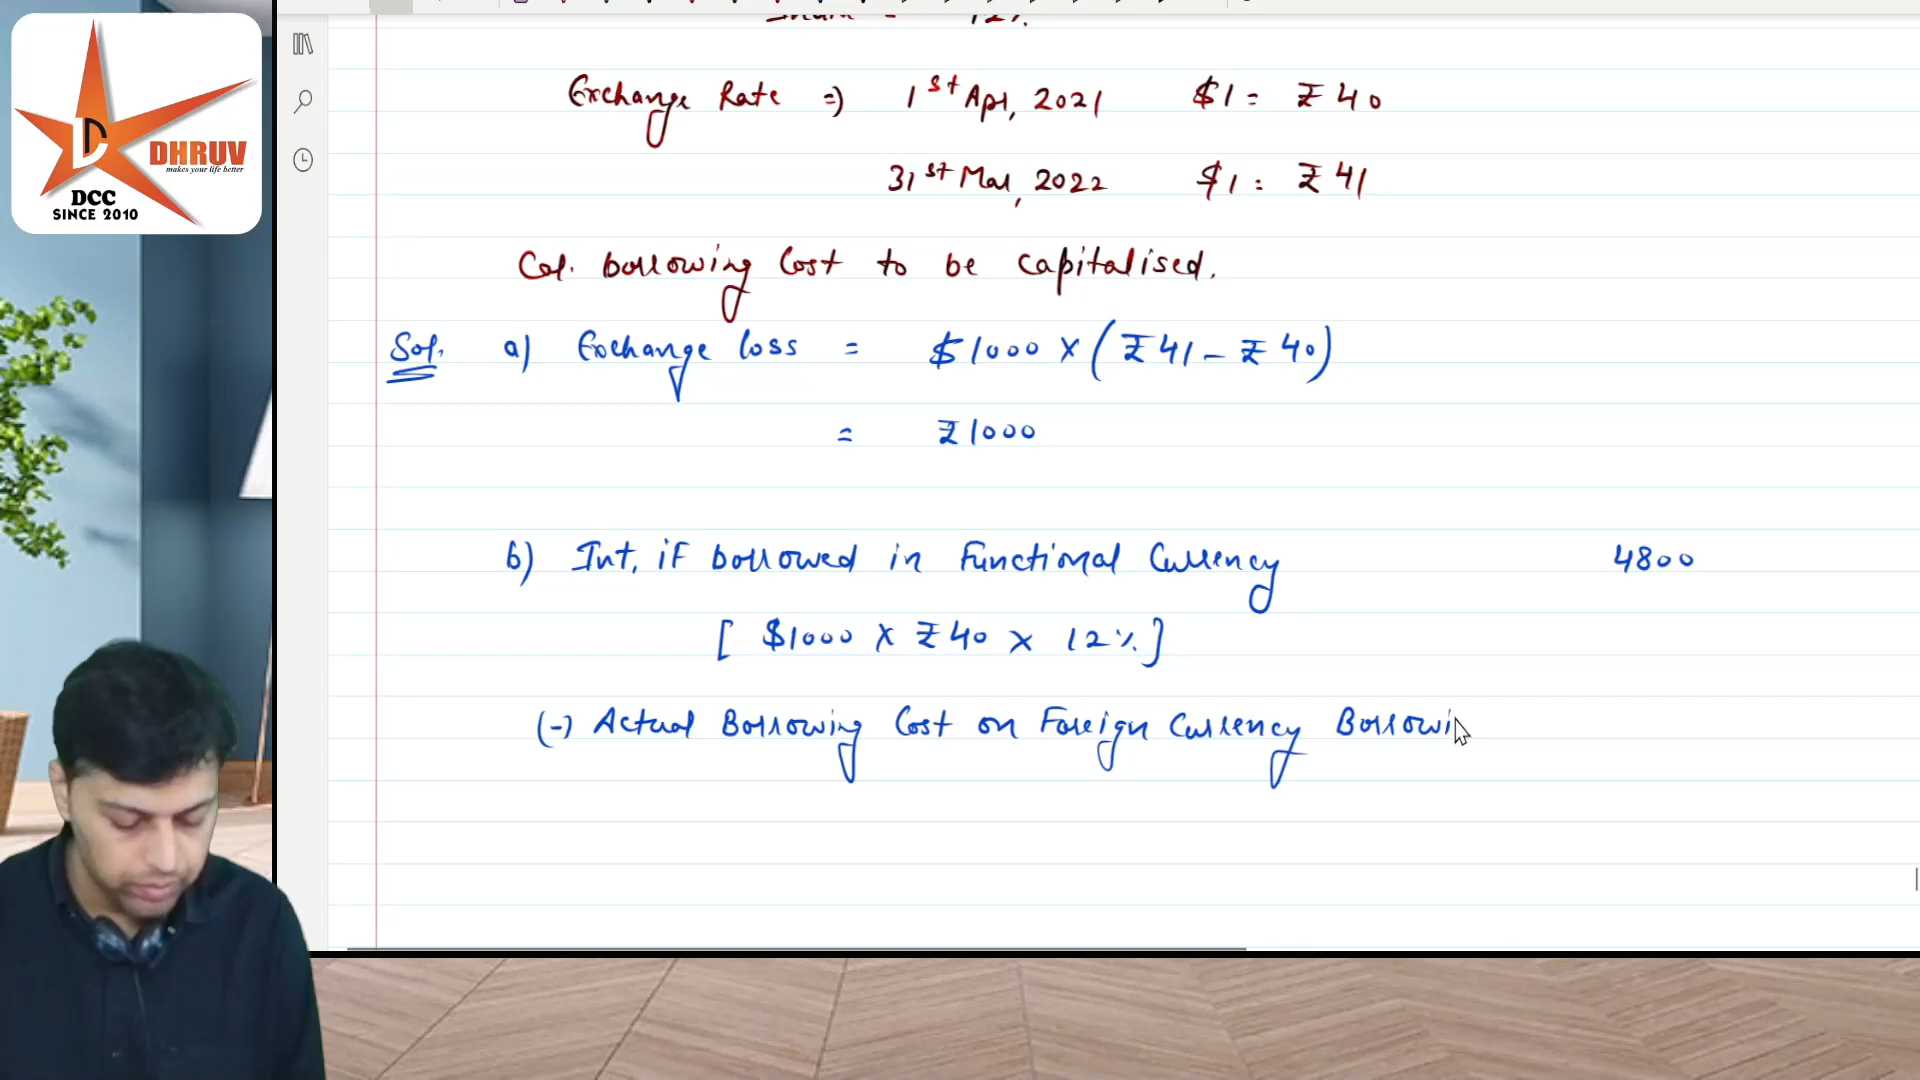 Exchange Rate => 1st Apr, 2021 $1 = ₹40
31st Mar, 2022 $1 = ₹41
Cal. borrowing Cost to be capitalised.
Sol. a) Exchange loss = $1000 x (₹41 - ₹40)
= ₹1000
b) Int. if borrowed in Functional Currency 4800
[$1000 x ₹40 x 12%]
(-) Actual Borrowing Cost on Foreign Currency Borrowi
DHRUV
makes your life better
DCC
SINCE 2010